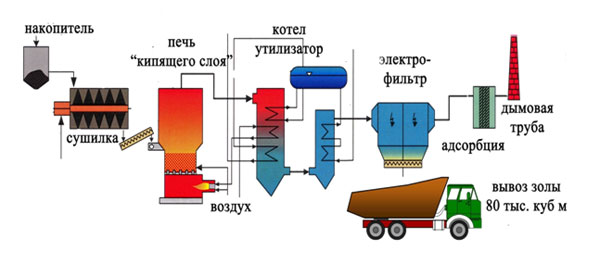 накопитель
печь
“кипящего слоя”
котел
утилизатор
электро-
фильтр
сушилка
воздух
адсорбция
дымовая
труба
вывоз золы
80 тыс. куб м